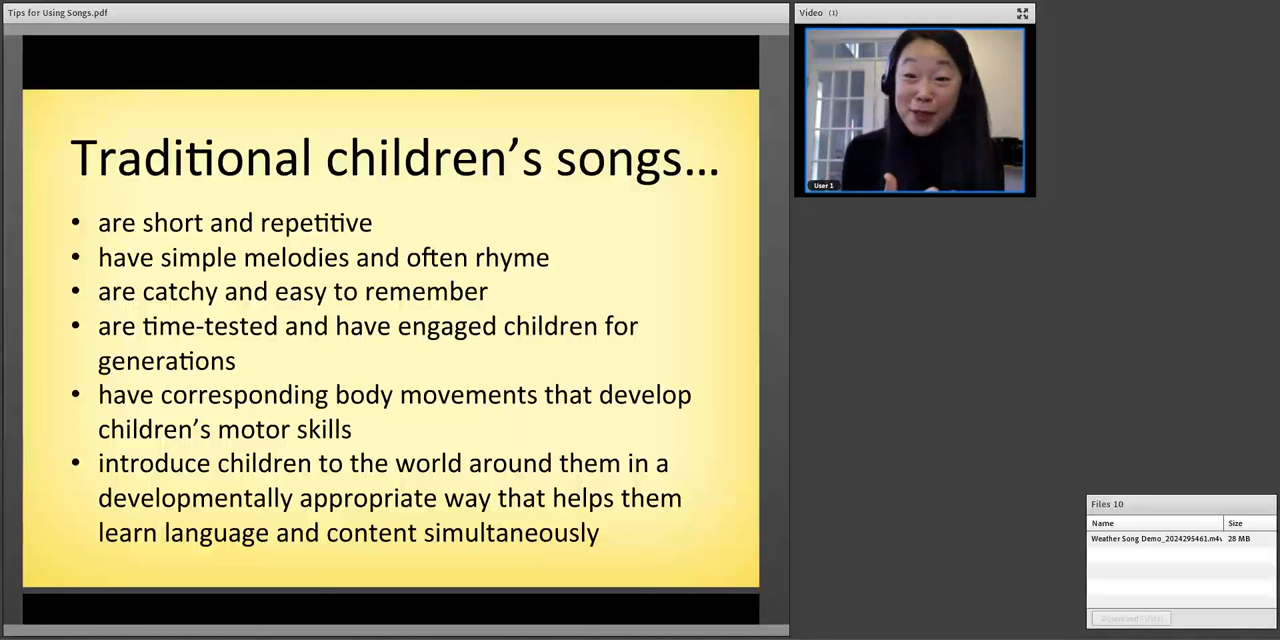 Tips for Using Songs.pdf
Video (1)
Traditional children’s songs...
• are short and repetitive
• have simple melodies and often rhyme
• are catchy and easy to remember
• are time-tested and have engaged children for
generations
• have corresponding body movements that develop
children’s motor skills
• introduce children to the world around them in a
developmentally appropriate way that helps them
learn language and content simultaneously
User 1
Files 10
Name Size
Weather Song Demo_2024295461.m4v 28 MB